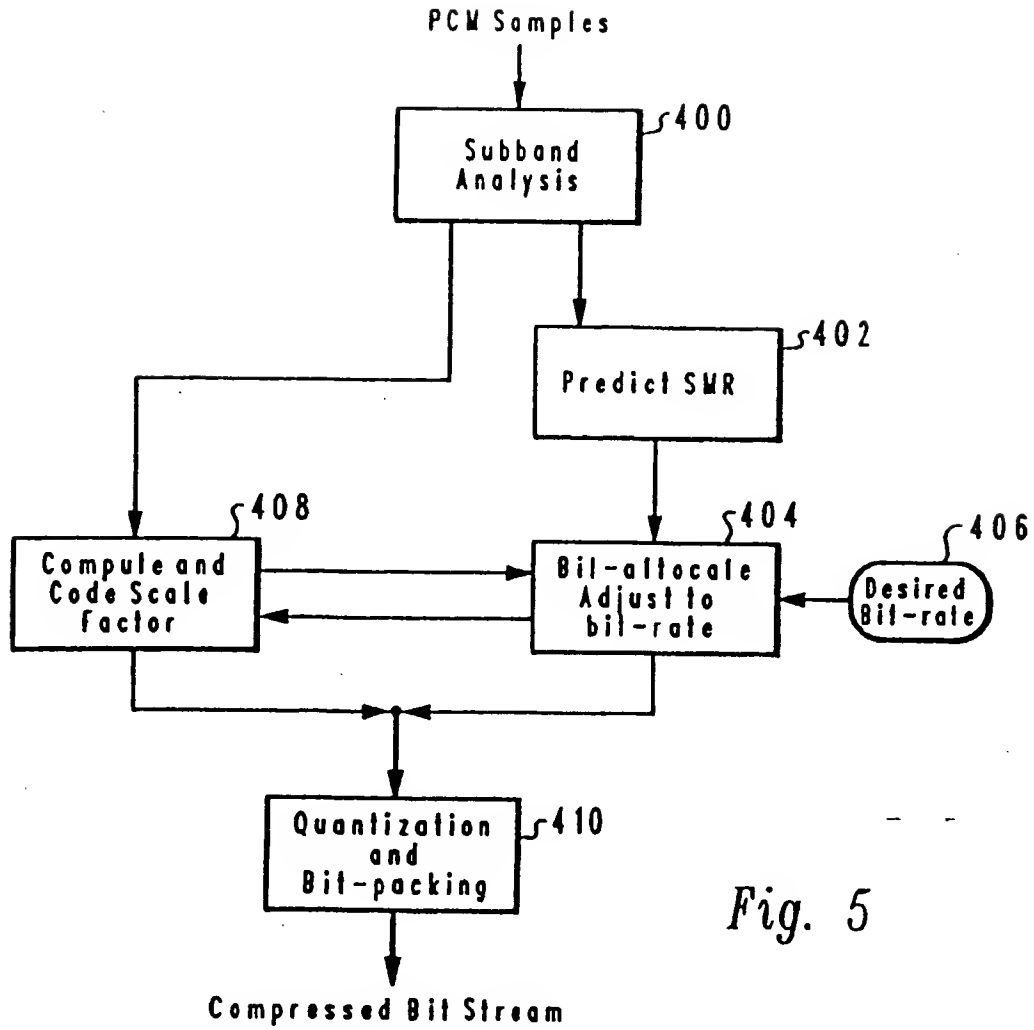 PCM Samples
400
Subband
Analysis
402
Predict SMR
408
Compute and
Code Scale
Factor
404
Bit-allocate
Adjust to
bit-rate
406
Desired
Bit-rate
Quantization
and
Bit-packing
410
Fig. 5
Compressed Bit Stream